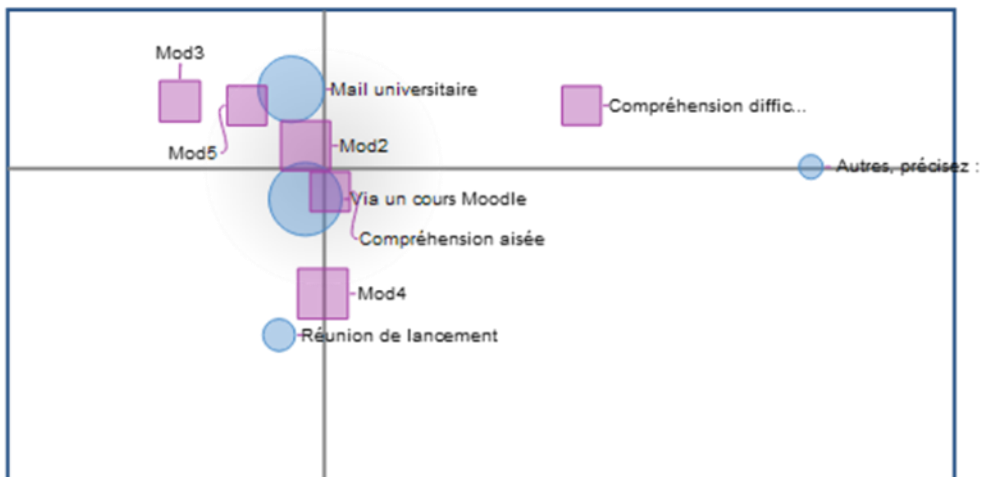 Mod3
Mail universitaire
Compréhension diffic...
Mod5
Mod2
Autres, précisez :
Via un cours Moodle
Compréhension aisée
Mod4
Réunion de lancement